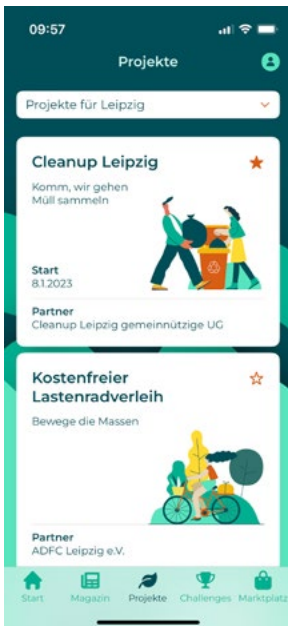 09:57
Projekte
Projekte für Leipzig
Cleanup Leipzig
Komm, wir gehen
Müll sammeln
Start
8.1.2023
Partner
Cleanup Leipzig gemeinnützige UG
Kostenfreier
Lastenradverleih
Bewege die Massen
Partner
ADFC Leipzig e.V.
Start Magazin Projekte Challenges Marktplatz